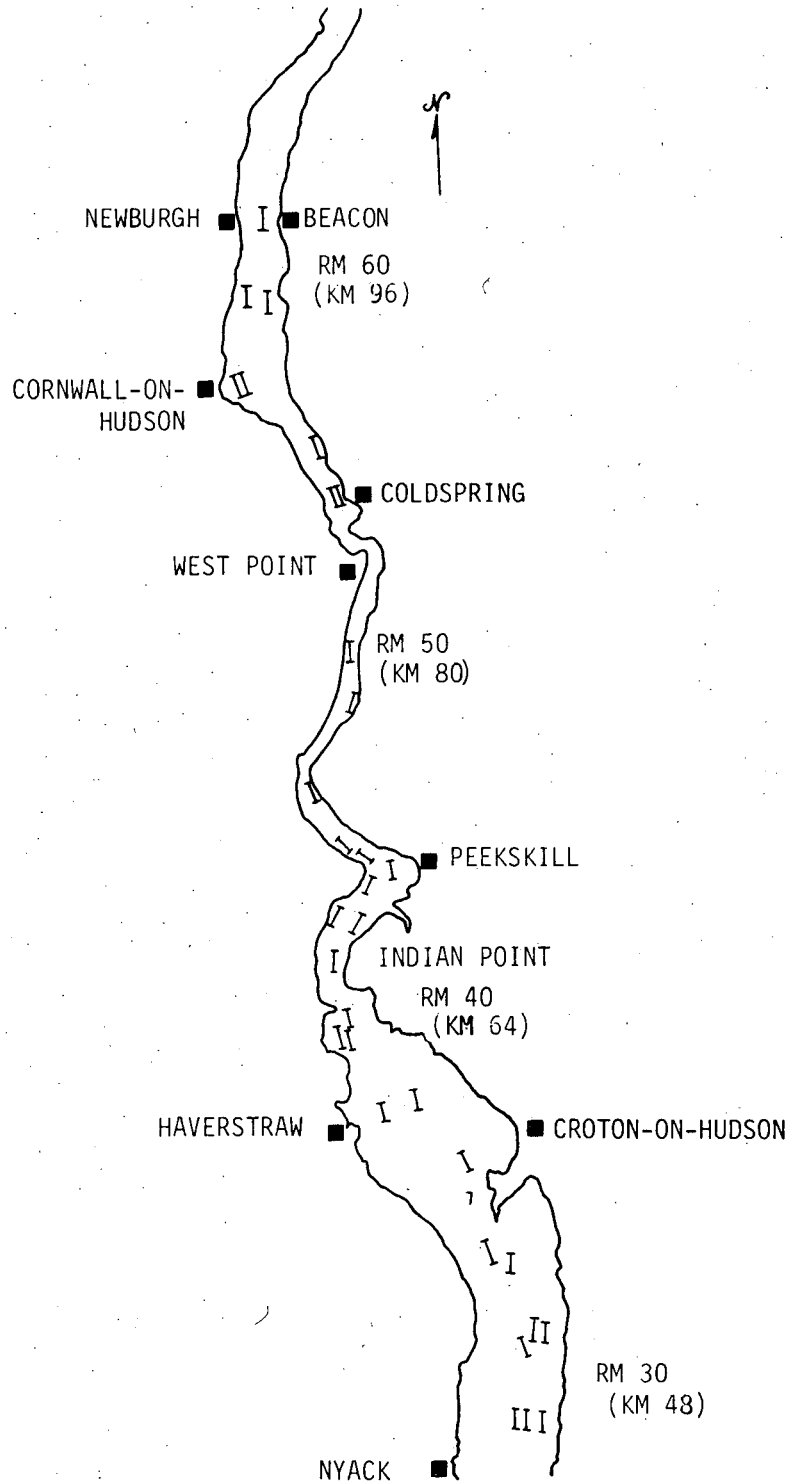 N
NEWBURGH
BEACON
RM 60
(KM 96)
CORNWALL-ON-
HUDSON
COLDSPRING
WEST POINT
RM 50
(KM 80)
PEEKSKILL
INDIAN POINT
RM 40
(KM 64)
HAVERSTRAW
CROTON-ON-HUDSON
RM 30
(KM 48)
NYACK